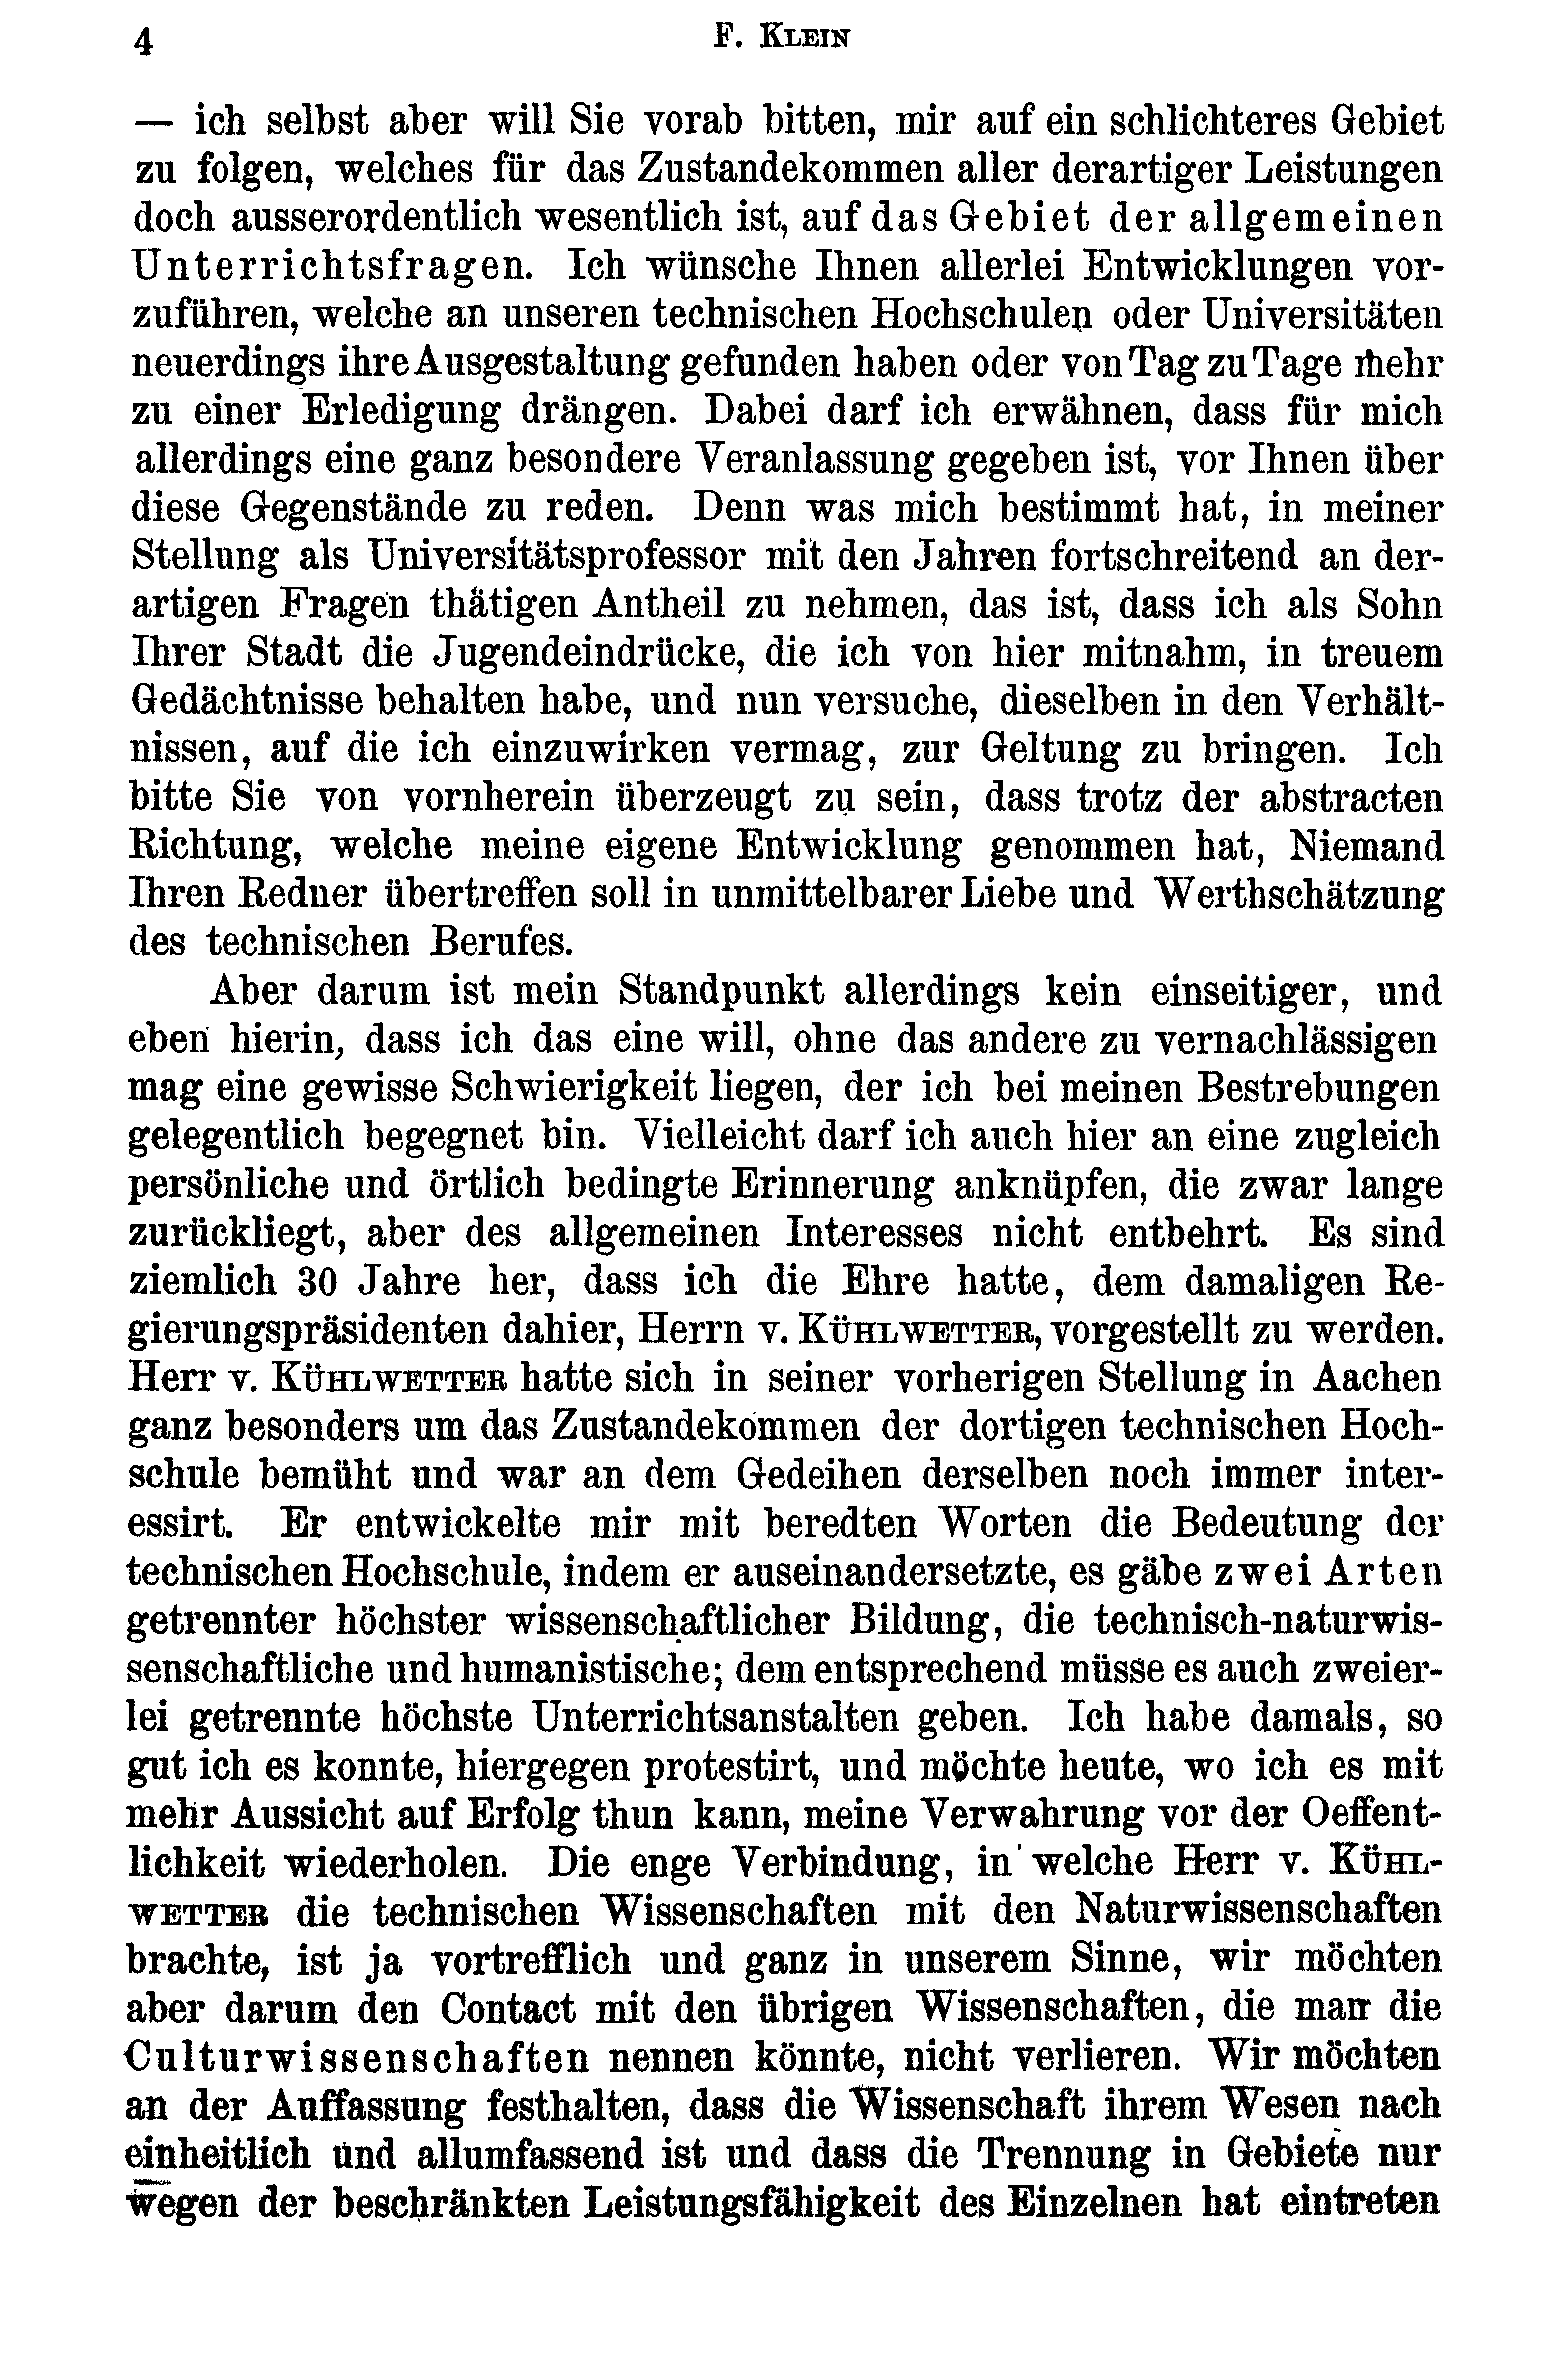 4
F. Klein
— ich selbst aber will Sie vorab bitten, mir auf ein schlichteres Gebiet
zu folgen, welches für das Zustandekommen aller derartiger Leistungen
doch ausserordentlich wesentlich ist, auf das Gebiet der allgemeinen
Unterrichtsfragen. Ich wünsche Ihnen allerlei Entwicklungen vor-
zuführen, welche an unseren technischen Hochschulen oder Universitäten
neuerdings ihre Ausgestaltung gefunden haben oder von Tag zu Tage mehr
zu einer Erledigung drängen. Dabei darf ich erwähnen, dass für mich
allerdings eine ganz besondere Veranlassung gegeben ist, vor Ihnen über
diese Gegenstände zu reden. Denn was mich bestimmt hat, in meiner
Stellung als Universitätsprofessor mit den Jahren fortschreitend an der-
artigen Fragen thätigen Antheil zu nehmen, das ist, dass ich als Sohn
Ihrer Stadt die Jugendeindrücke, die ich von hier mitnahm, in treuem
Gedächtnisse behalten habe, und nun versuche, dieselben in den Verhält-
nissen, auf die ich einzuwirken vermag, zur Geltung zu bringen. Ich
bitte Sie von vornherein überzeugt zu sein, dass trotz der abstracten
Richtung, welche meine eigene Entwicklung genommen hat, Niemand
Ihren Redner übertreffen soll in unmittelbarer Liebe und Werthschätzung
des technischen Berufes.
Aber darum ist mein Standpunkt allerdings kein einseitiger, und
eben hierin, dass ich das eine will, ohne das andere zu vernachlässigen
mag eine gewisse Schwierigkeit liegen, der ich bei meinen Bestrebungen
gelegentlich begegnet bin. Vielleicht darf ich auch hier an eine zugleich
persönliche und örtlich bedingte Erinnerung anknüpfen, die zwar lange
zurückliegt, aber des allgemeinen Interesses nicht entbehrt. Es sind
ziemlich 30 Jahre her, dass ich die Ehre hatte, dem damaligen Re-
gierungspräsidenten dahier, Herrn v. Kühlwetter, vorgestellt zu werden.
Herr v. Kühlwetter hatte sich in seiner vorherigen Stellung in Aachen
ganz besonders um das Zustandekommen der dortigen technischen Hoch-
schule bemüht und war an dem Gedeihen derselben noch immer inter-
essirt. Er entwickelte mir mit beredten Worten die Bedeutung der
technischen Hochschule, indem er auseinandersetzte, es gäbe zwei Arten
getrennter höchster wissenschaftlicher Bildung, die technisch-naturwis-
senschaftliche und humanistische; dem entsprechend müsse es auch zweier-
lei getrennte höchste Unterrichtsanstalten geben. Ich habe damals, so
gut ich es konnte, hiergegen protestirt, und möchte heute, wo ich es mit
mehr Aussicht auf Erfolg thun kann, meine Verwahrung vor der Oeffent-
lichkeit wiederholen. Die enge Verbindung, in welche Herr v. Kühl-
wetter die technischen Wissenschaften mit den Naturwissenschaften
brachte, ist ja vortrefflich und ganz in unserem Sinne, wir möchten
aber darum den Contact mit den übrigen Wissenschaften, die man die
Culturwissenschaften nennen könnte, nicht verlieren. Wir möchten
an der Auffassung festhalten, dass die Wissenschaft ihrem Wesen nach
einheitlich und allumfassend ist und dass die Trennung in Gebiete nur
wegen der beschränkten Leistungsfähigkeit des Einzelnen hat eintreten